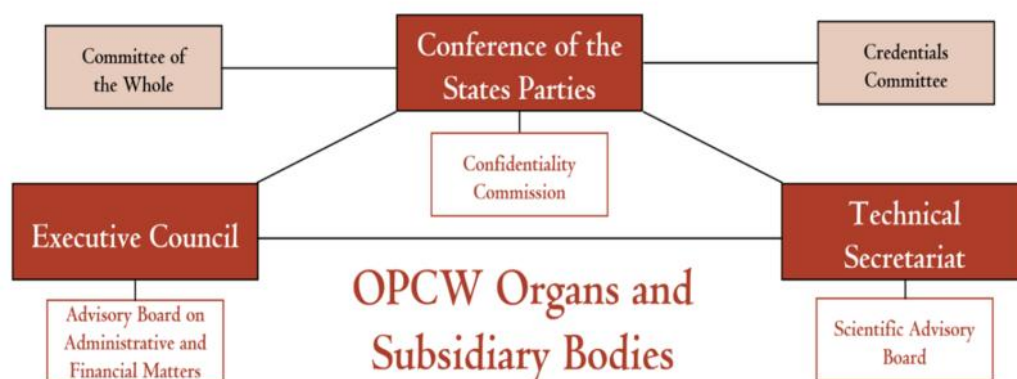 Committee of
the Whole
Conference of the
States Parties
Credentials
Committee
Confidentiality
Commission
Executive Council
Technical
Secretariat
OPCW Organs and
Subsidiary Bodies
Advisory Board on
Administrative and
Financial Matters
Scientific Advisory
Board